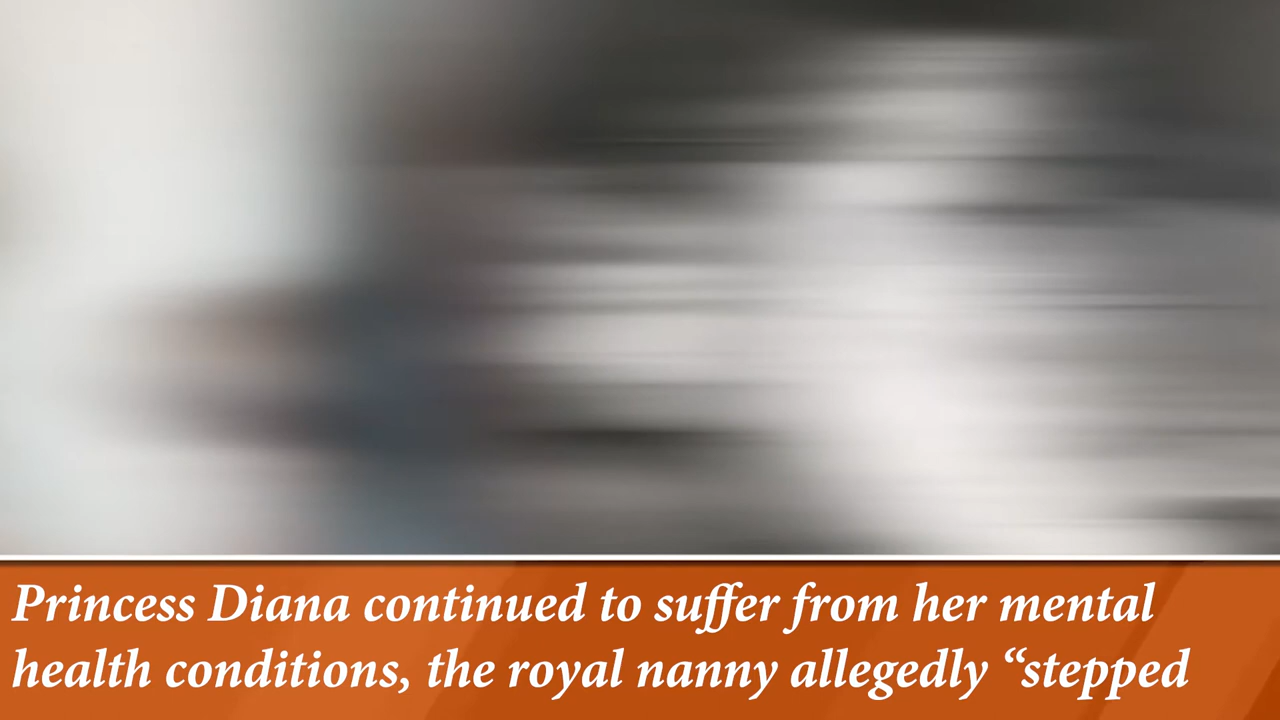 Princess Diana continued to suffer from her mental
health conditions, the royal nanny allegedly “stepped